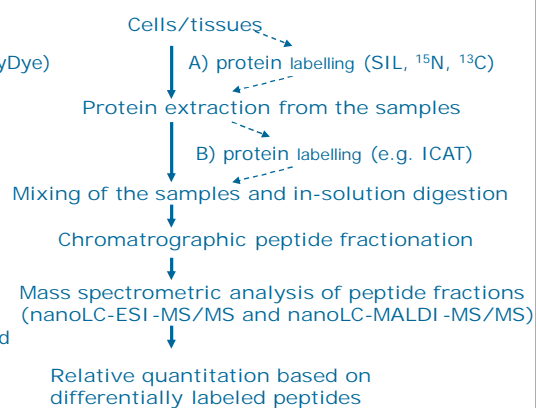 Cells/tissues
yDye)
A) protein labelling (SIL, 15N, 13C)
Protein extraction from the samples
B) protein labelling (e.g. ICAT)
Mixing of the samples and in-solution digestion
Chromatrographic peptide fractionation
Mass spectrometric analysis of peptide fractions
(nanoLC-ESI-MS/MS and nanoLC-MALDI-MS/MS)
d
Relative quantitation based on
differentially labeled peptides